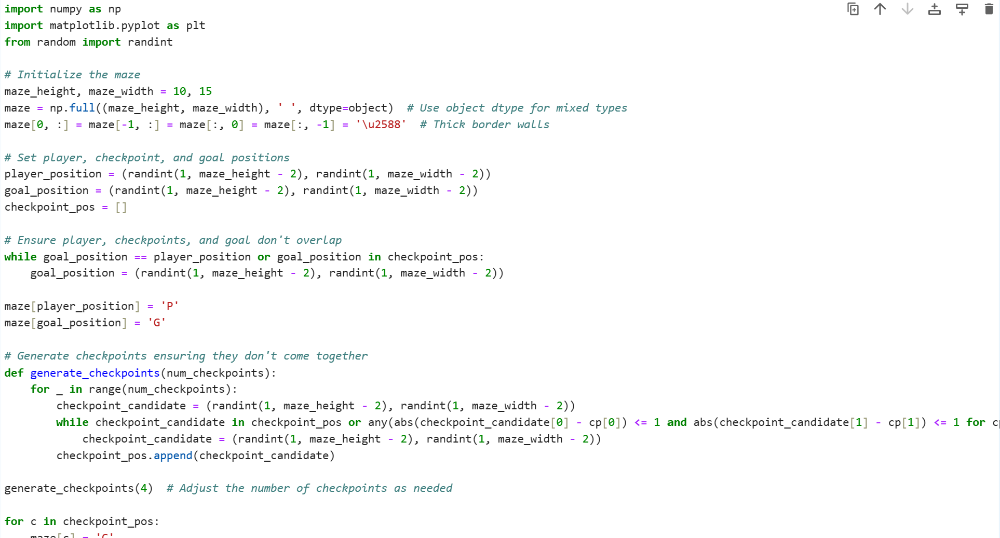 import numpy as np
import matplotlib.pyplot as plt
from random import randint

# Initialize the maze
maze_height, maze_width = 10, 15
maze = np.full((maze_height, maze_width), ' ', dtype=object)  # Use object dtype for mixed types
maze[0, :] = maze[-1, :] = maze[:, 0] = maze[:, -1] = '\u2588'  # Thick border walls

# Set player, checkpoint, and goal positions
player_position = (randint(1, maze_height - 2), randint(1, maze_width - 2))
goal_position = (randint(1, maze_height - 2), randint(1, maze_width - 2))
checkpoint_pos = []

# Ensure player, checkpoints, and goal don't overlap
while goal_position == player_position or goal_position in checkpoint_pos:
    goal_position = (randint(1, maze_height - 2), randint(1, maze_width - 2))

maze[player_position] = 'P'
maze[goal_position] = 'G'

# Generate checkpoints ensuring they don't come together
def generate_checkpoints(num_checkpoints):
    for _ in range(num_checkpoints):
        checkpoint_candidate = (randint(1, maze_height - 2), randint(1, maze_width - 2))
        while checkpoint_candidate in checkpoint_pos or any(abs(checkpoint_candidate[0] - cp[0]) <= 1 and abs(checkpoint_candidate[1] - cp[1]) <= 1 for
            checkpoint_candidate = (randint(1, maze_height - 2), randint(1, maze_width - 2))
        checkpoint_pos.append(checkpoint_candidate)

generate_checkpoints(4)  # Adjust the number of checkpoints as needed

for c in checkpoint_pos:
    maze[c] = 'C'